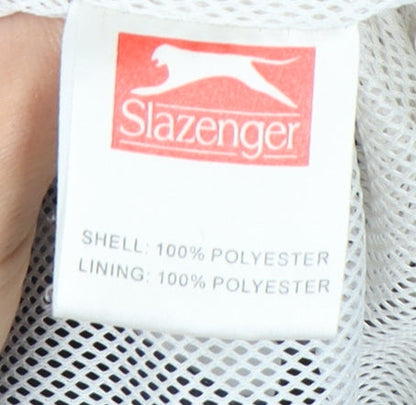 Slazenger
SHELL: 100% POLYESTER
LINING: 100% POLYESTER